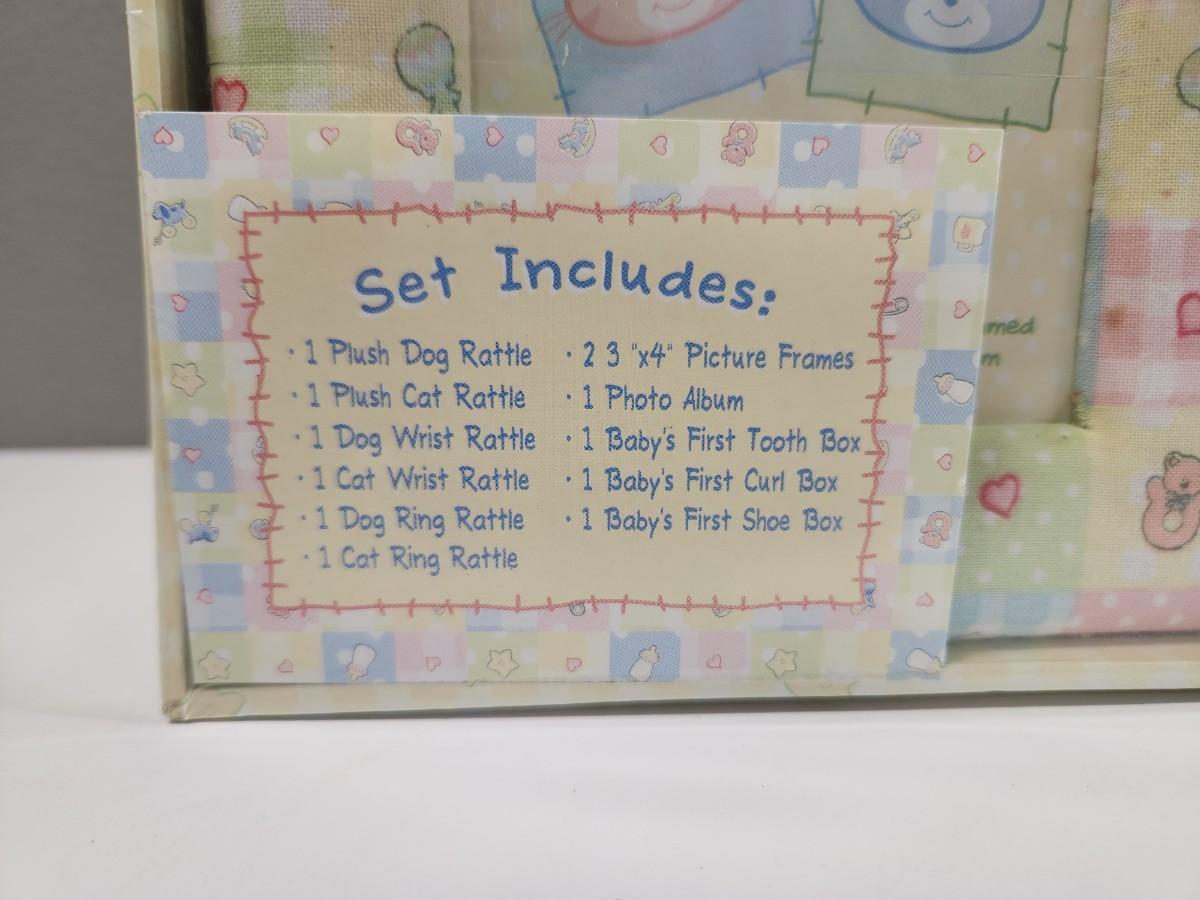 Set Includes:
· 1 Plush Dog Rattle
· 1 Plush Cat Rattle
· 1 Dog Wrist Rattle
· 1 Cat Wrist Rattle
· 1 Dog Ring Rattle
· 1 Cat Ring Rattle
· 2 3 "x4" Picture Frames
· 1 Photo Album
· 1 Baby's First Tooth Box
· 1 Baby's First Curl Box
· 1 Baby's First Shoe Box